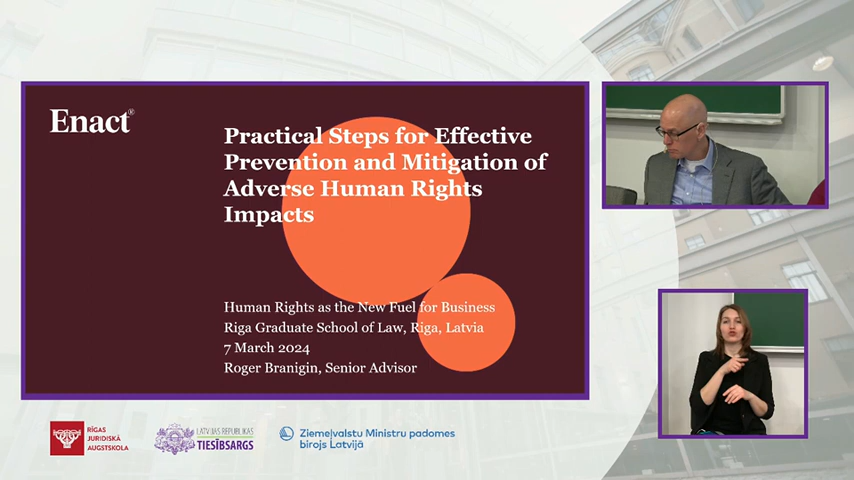 Enact®
Practical Steps for Effective
Prevention and Mitigation of
Adverse Human Rights
Impacts
Human Rights as the New Fuel for Business
Riga Graduate School of Law, Riga, Latvia
7 March 2024
Roger Branigin, Senior Advisor
RĪGAS
JURIDISKĀ
AUGSTSKOLA
LATVIJAS REPUBLIKAS
TIESĪBSARGS
Ziemeļvalstu Ministru padomes
birojs Latvijā